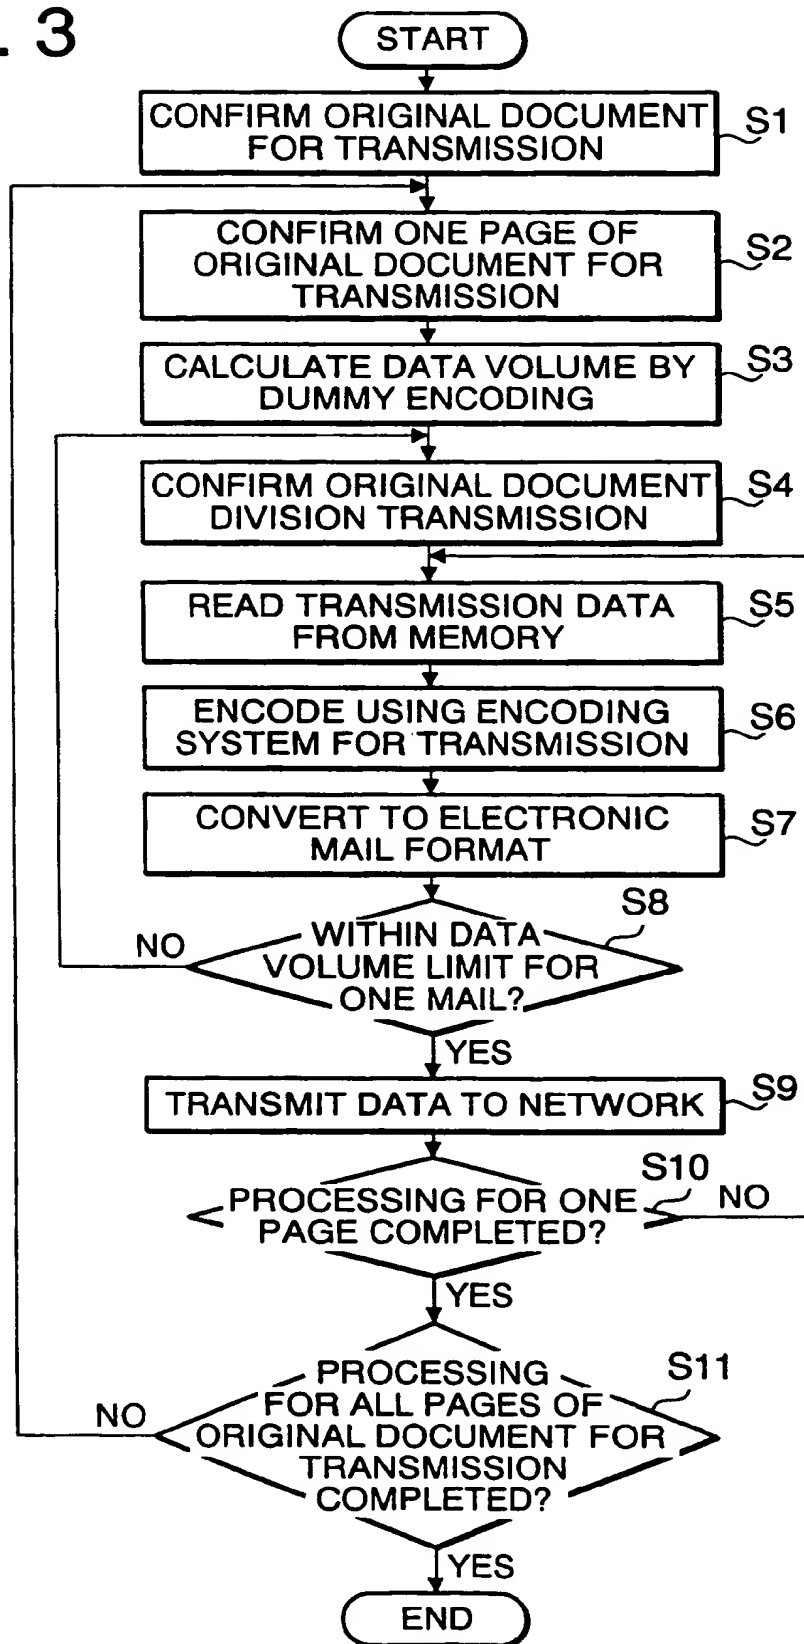 . 3
START
CONFIRM ORIGINAL DOCUMENT
FOR TRANSMISSION
S1
CONFIRM ONE PAGE OF
ORIGINAL DOCUMENT FOR
TRANSMISSION
S2
CALCULATE DATA VOLUME BY
DUMMY ENCODING
S3
CONFIRM ORIGINAL DOCUMENT
DIVISION TRANSMISSION
S4
READ TRANSMISSION DATA
FROM MEMORY
S5
ENCODE USING ENCODING
SYSTEM FOR TRANSMISSION
S6
CONVERT TO ELECTRONIC
MAIL FORMAT
S7
S8
NO
WITHIN DATA
VOLUME LIMIT FOR
ONE MAIL?
YES
TRANSMIT DATA TO NETWORK
S9
S10
PROCESSING FOR ONE
PAGE COMPLETED?
NO
YES
S11
NO
PROCESSING
FOR ALL PAGES OF
ORIGINAL DOCUMENT FOR
TRANSMISSION
COMPLETED?
YES
END